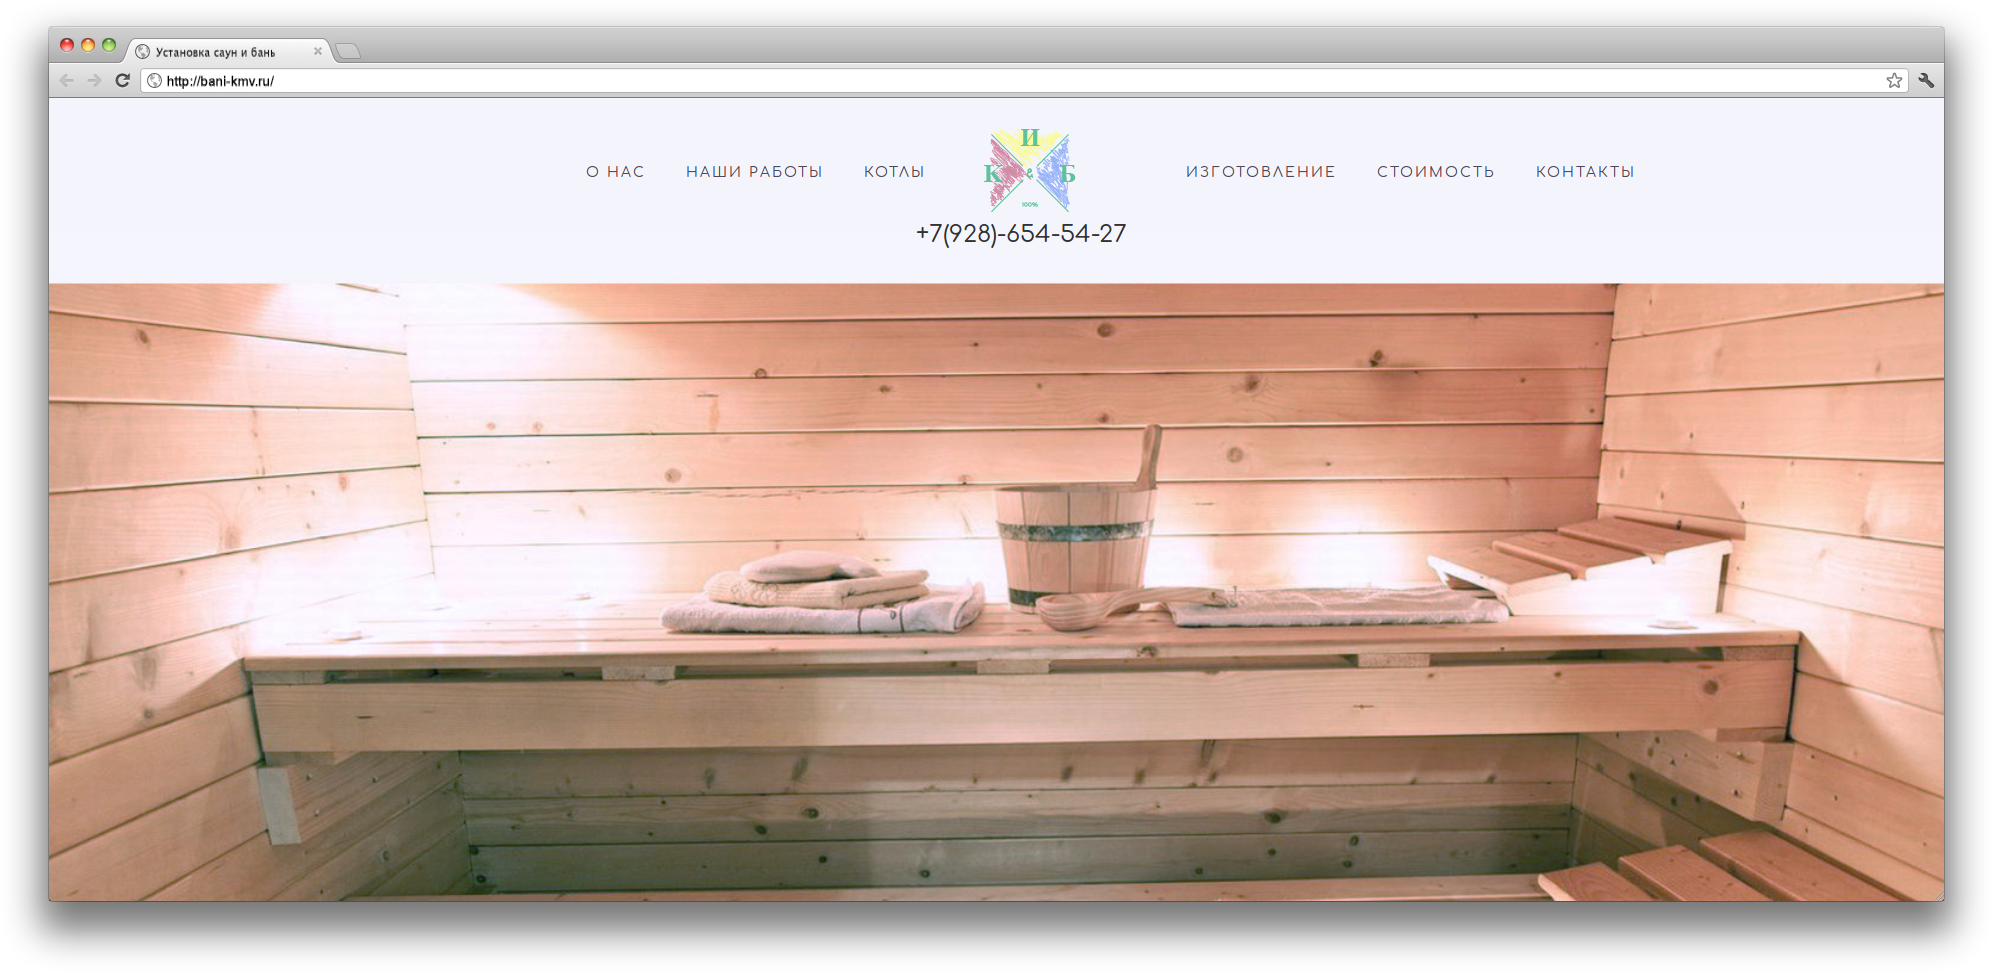 Установка саун и бань
http://bani-kmv.ru/
О НАС НАШИ РАБОТЫ КОТЛЫ ИЗГОТОВЛЕНИЕ СТОИМОСТЬ КОНТАКТЫ
И
К & Б
100%
+7(928)-654-54-27